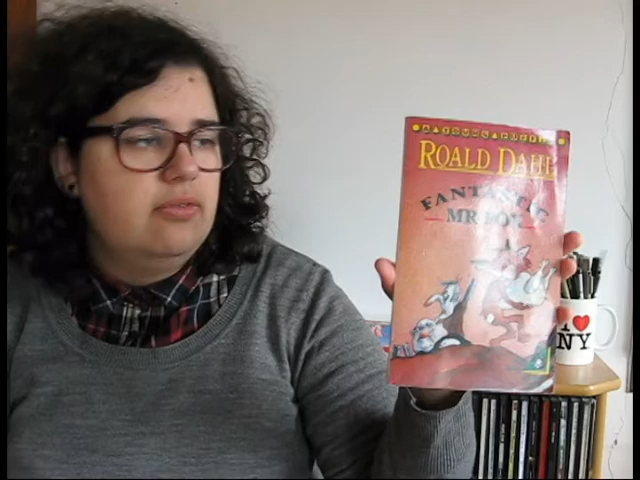 ROALD DAHL
FANTASTIC
MR FOX
I ❤
NY